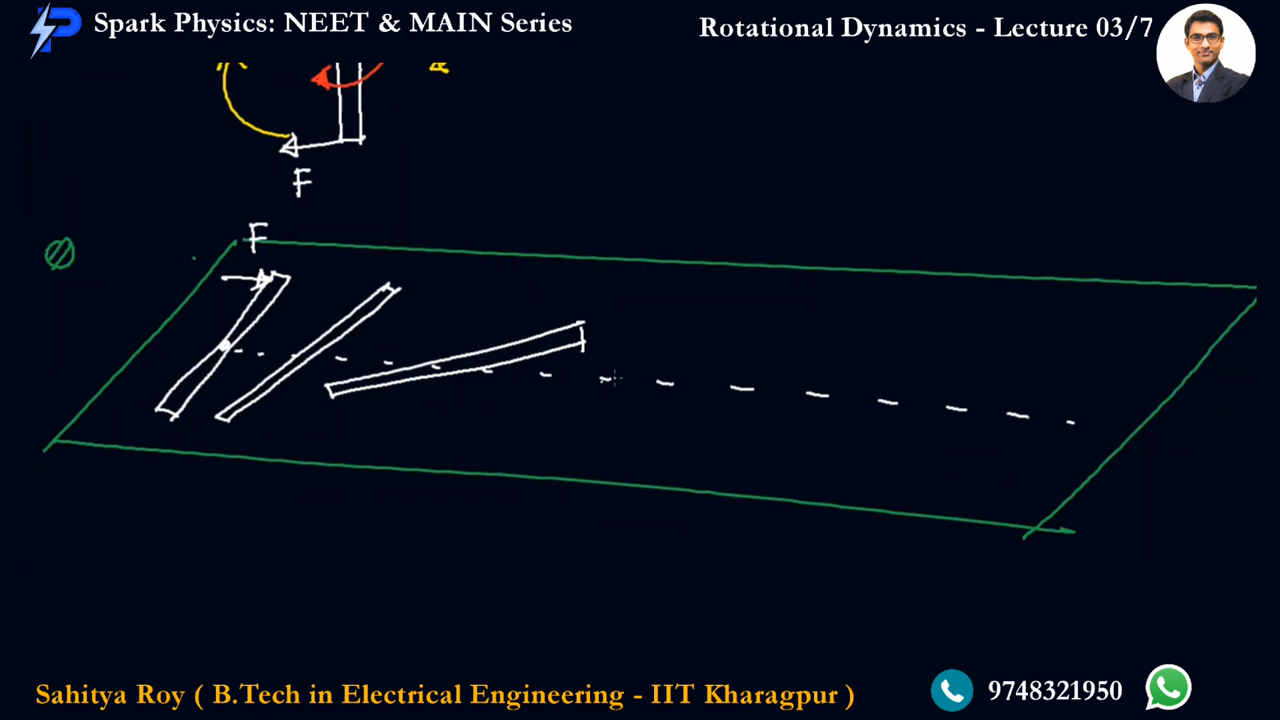 Spark Physics: NEET & MAIN Series
Rotational Dynamics - Lecture 03/7
F
F
Sahitya Roy ( B.Tech in Electrical Engineering - IIT Kharagpur )
9748321950